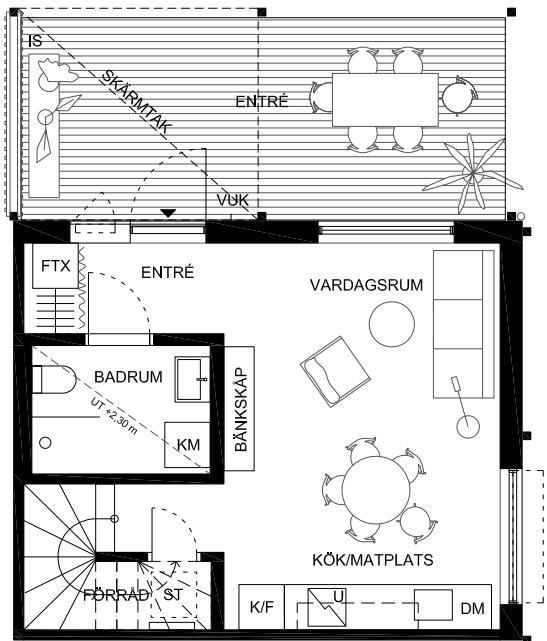 IS
SKÄRMTAK
ENTRÉ
VUK
FTX
ENTRÉ
VARDAGSRUM
BADRUM
UT +2,30 m
BÄNKSKÅP
KM
KÖK/MATPLATS
FÖRRÅD
ST
K/F
U
DM